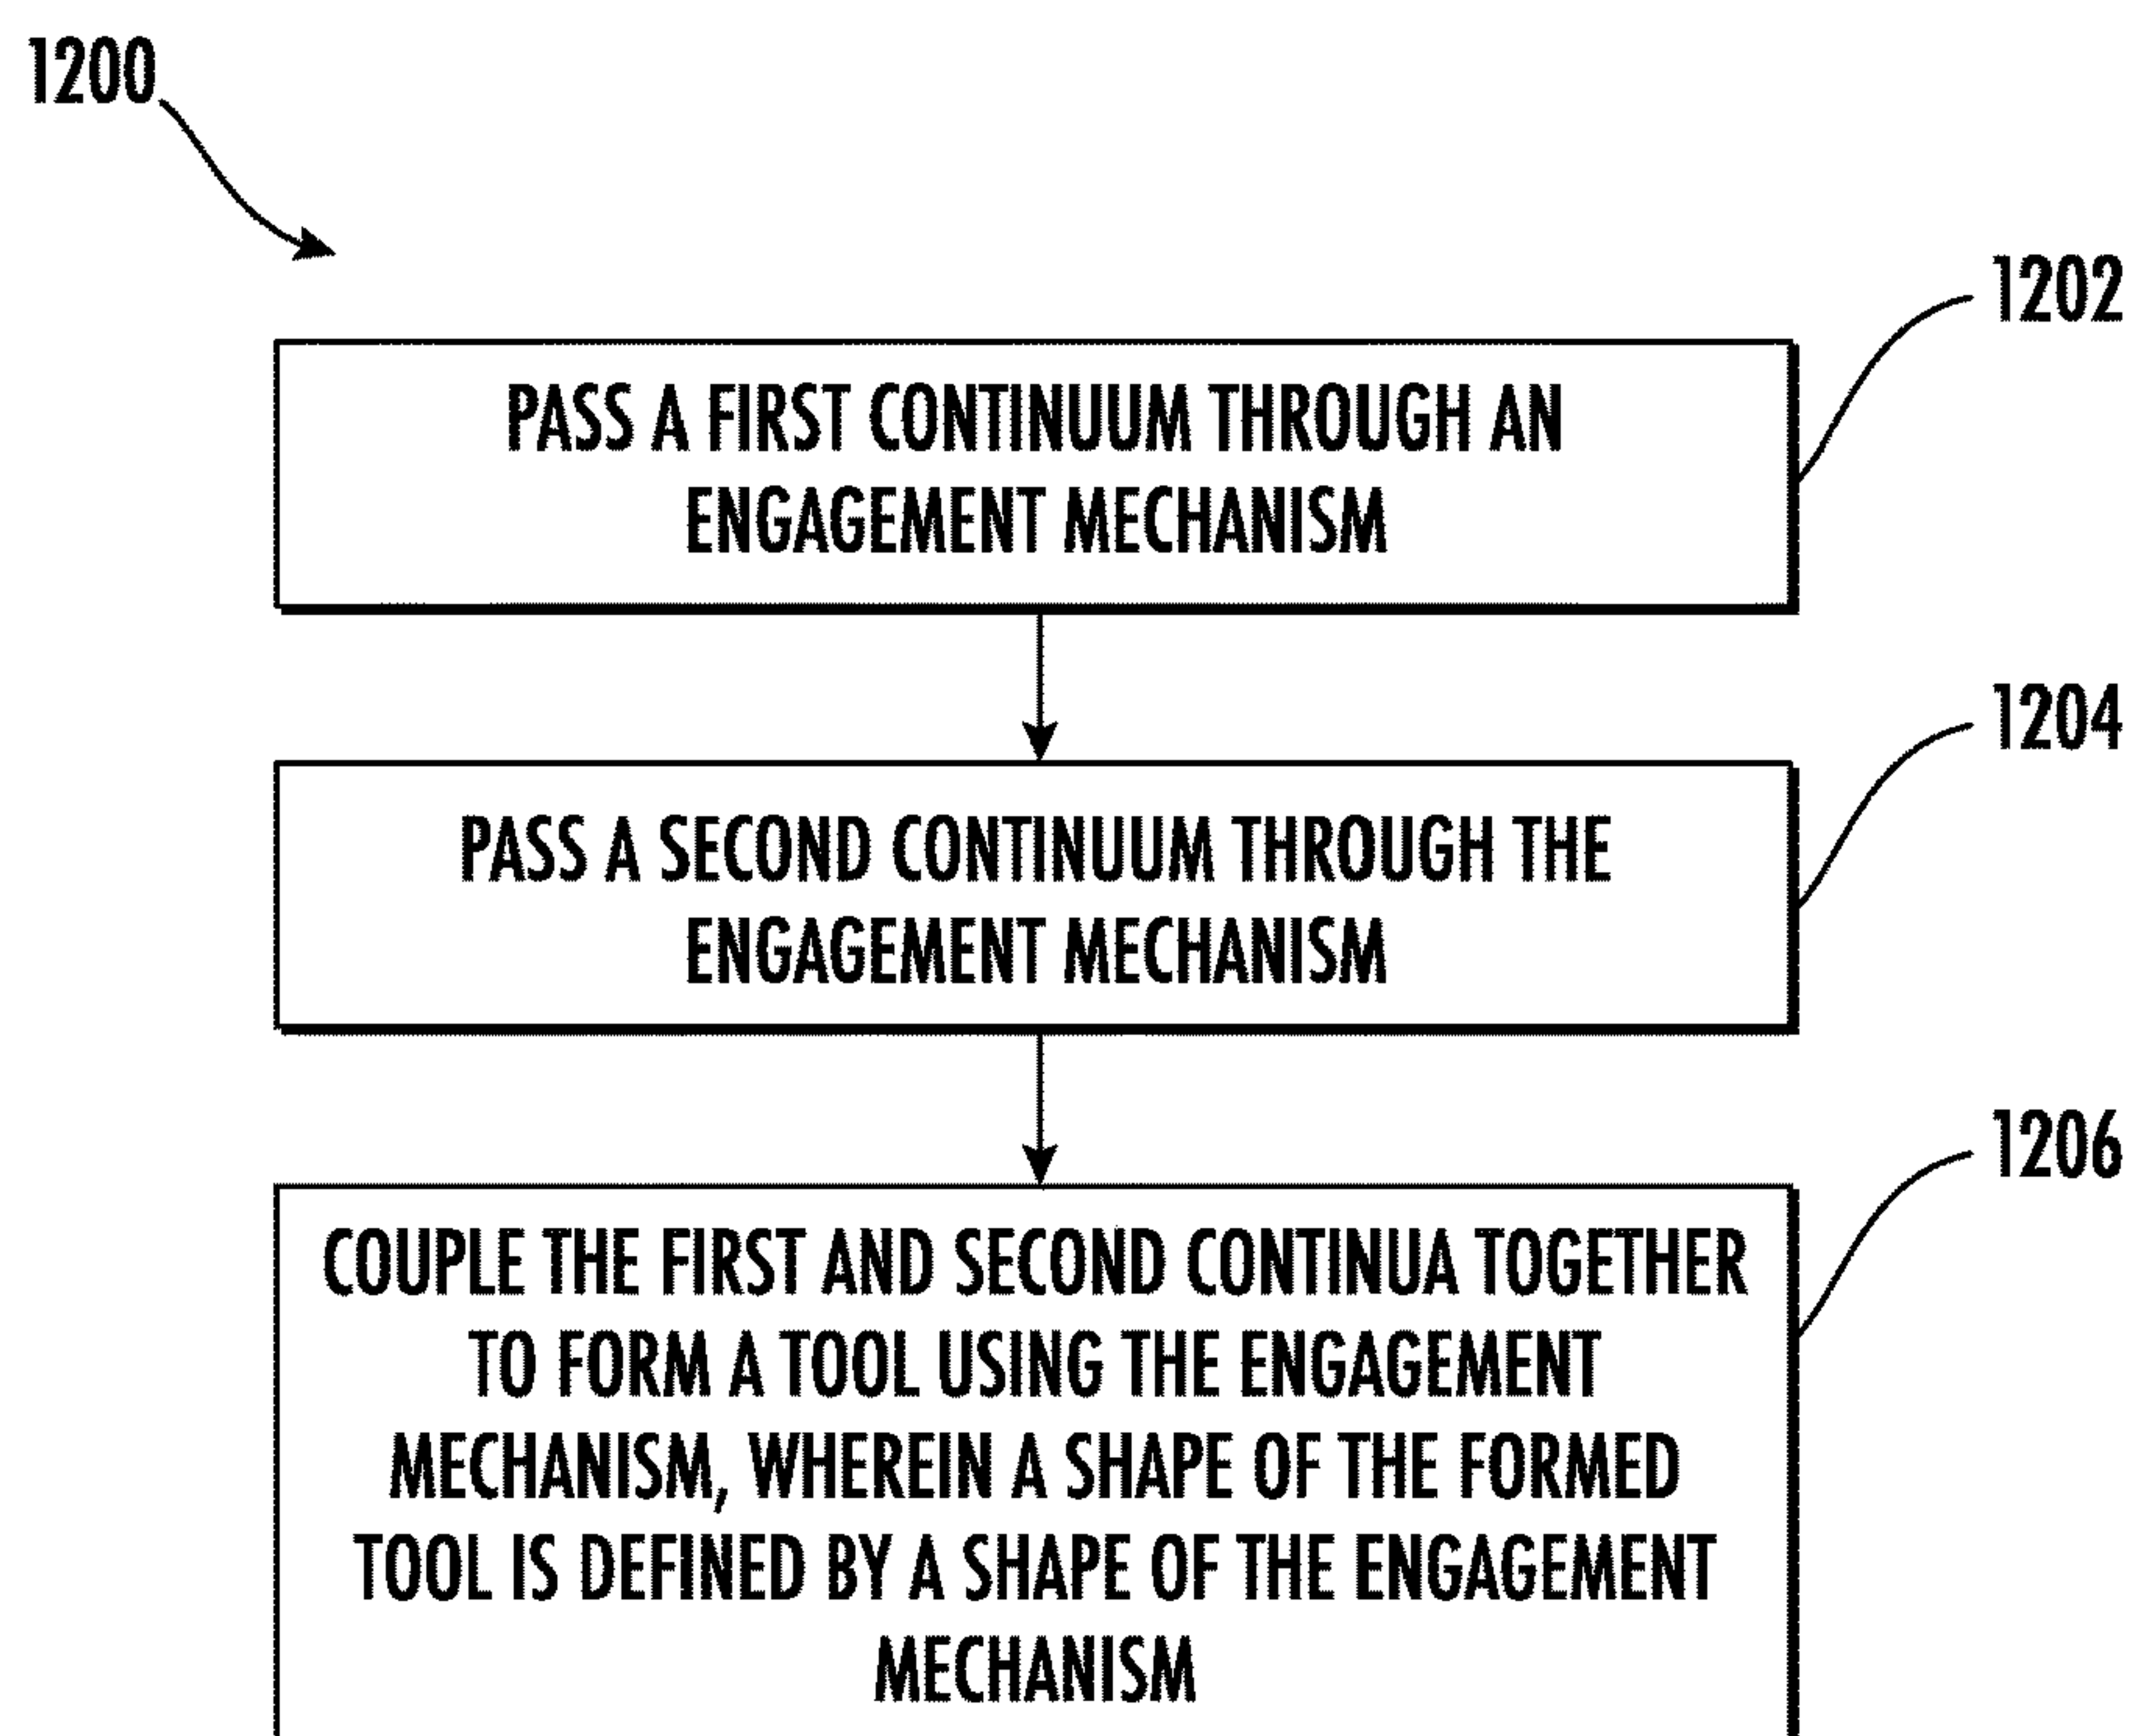 1200
1202
PASS A FIRST CONTINUUM THROUGH AN
ENGAGEMENT MECHANISM
1204
PASS A SECOND CONTINUUM THROUGH THE
ENGAGEMENT MECHANISM
1206
COUPLE THE FIRST AND SECOND CONTINUA TOGETHER
TO FORM A TOOL USING THE ENGAGEMENT
MECHANISM, WHEREIN A SHAPE OF THE FORMED
TOOL IS DEFINED BY A SHAPE OF THE ENGAGEMENT
MECHANISM